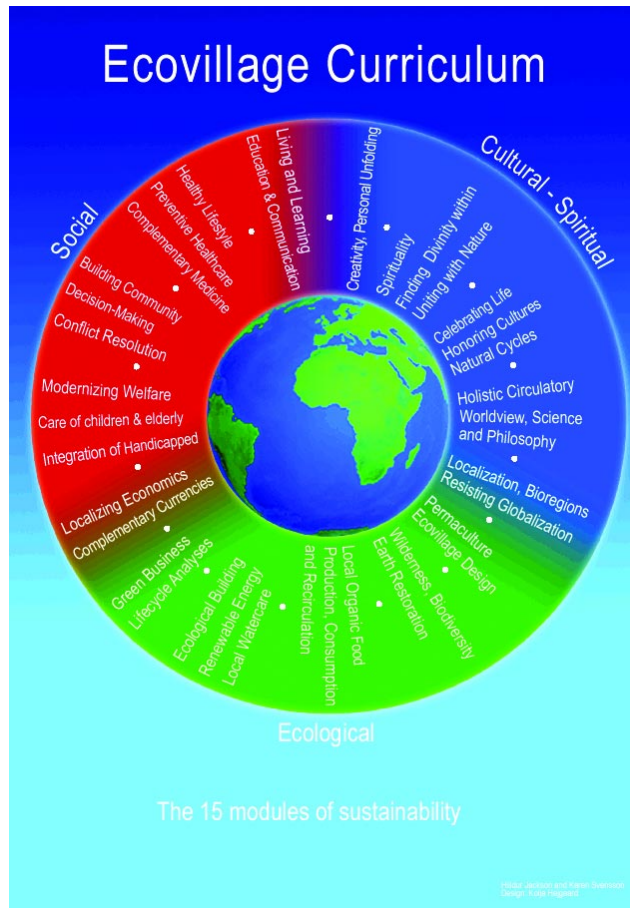 Ecovillage Curriculum
Cultural - Spiritual
Creativity, Personal Unfolding
Spirituality
Finding Divinity within
Uniting with Nature
Celebrating Life
Honoring Cultures
Natural Cycles
Holistic Circulatory
Worldview, Science
and Philosophy
Localization, Bioregions
Resisting Globalization
Permaculture
Ecovillage Design
Wilderness, Biodiversity
Earth Restoration
Local Organic Food
Production, Consumption
and Recirculation
Ecological Building
Renewable Energy
Local Watercare
Green Business
Lifecycle Analyses
Ecological
Localizing Economics
Complementary Currencies
Modernizing Welfare
Care of children & elderly
Integration of Handicapped
Building Community
Decision-Making
Conflict Resolution
Healthy Lifestyle
Preventive Healthcare
Complementary Medicine
Living and Learning
Education & Communication
Social
The 15 modules of sustainability
Jackson and Karen Svensson
Design: